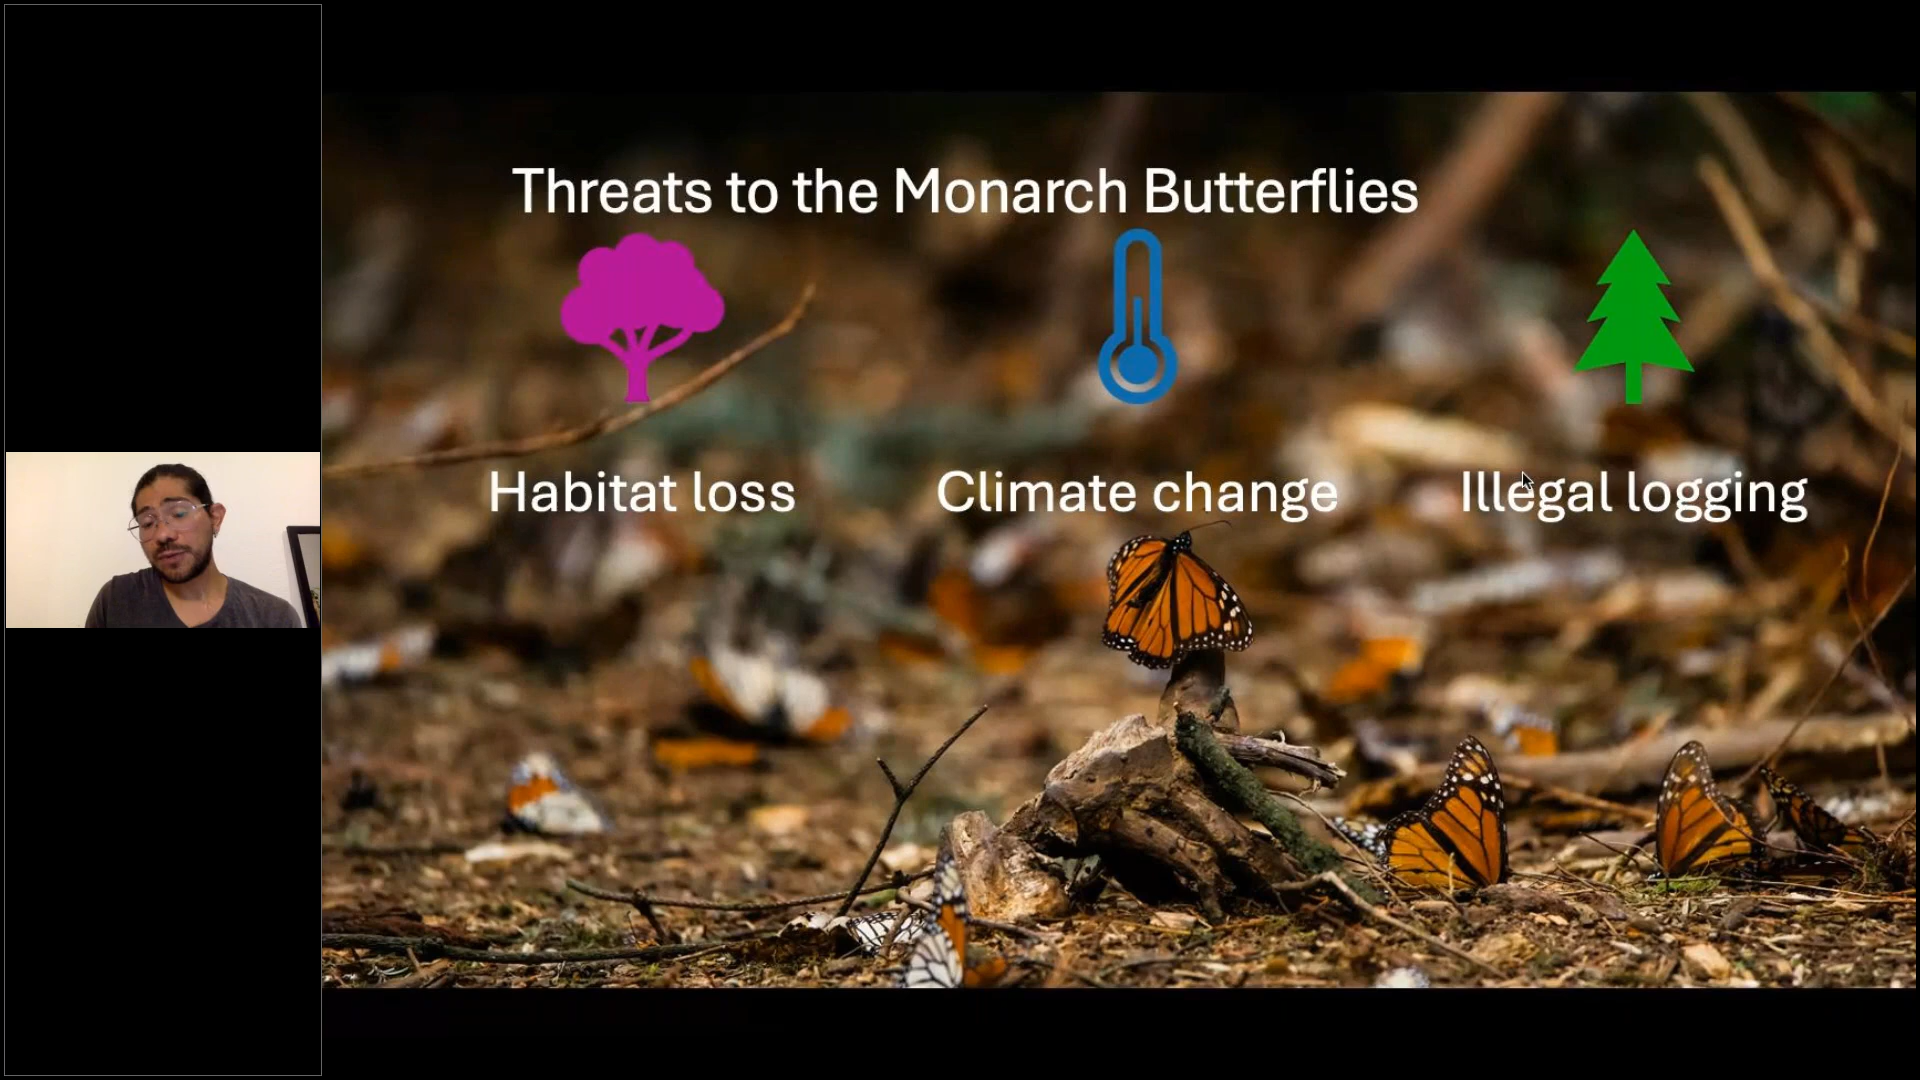 Threats to the Monarch Butterflies
Habitat loss
Climate change
Illegal logging